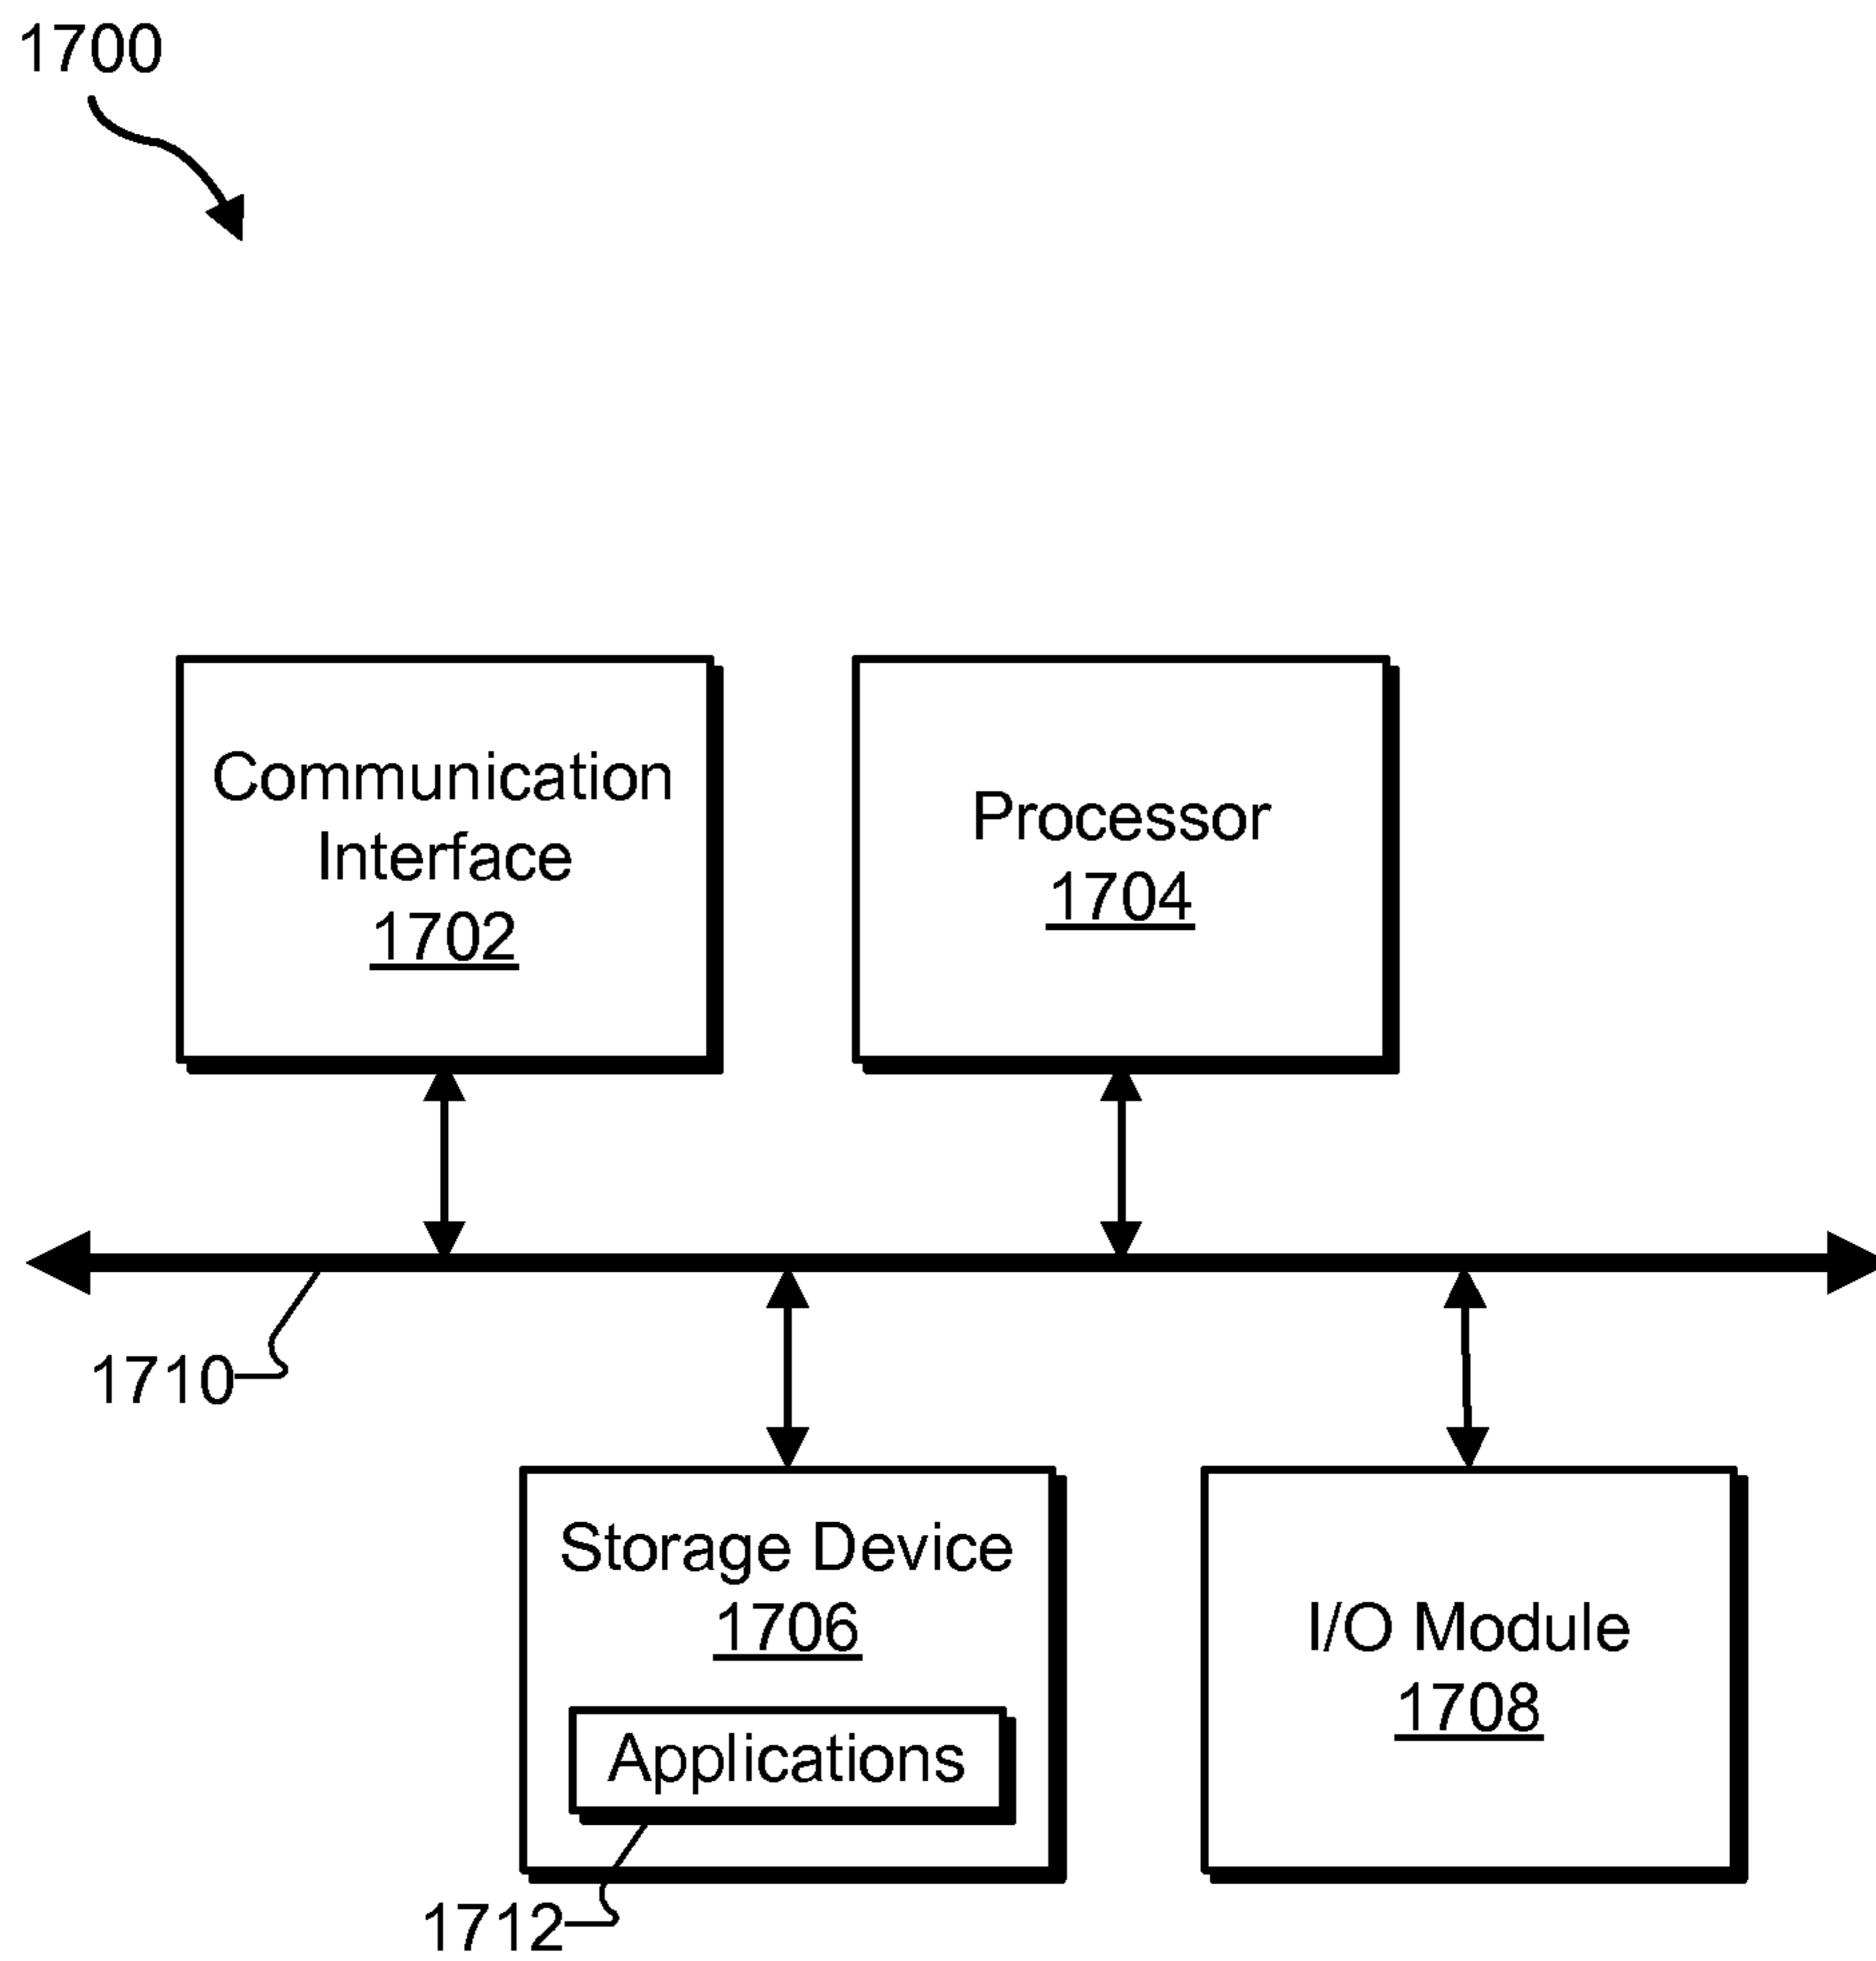 1700
Communication
Interface
1702
Processor
1704
1710
Storage Device
1706
Applications
1712
I/O Module
1708